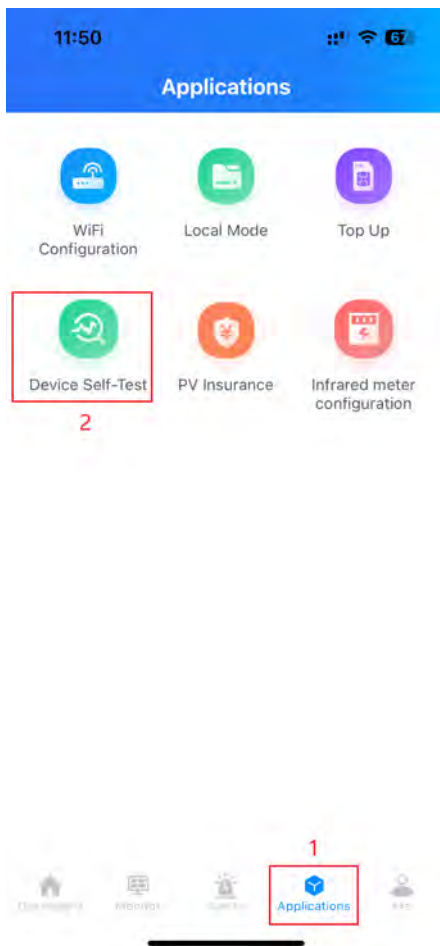 11:50
67
Applications
WiFi
Configuration
Local Mode
Top Up
Device Self-Test
PV Insurance
Infrared meter
configuration
2
1
Applications